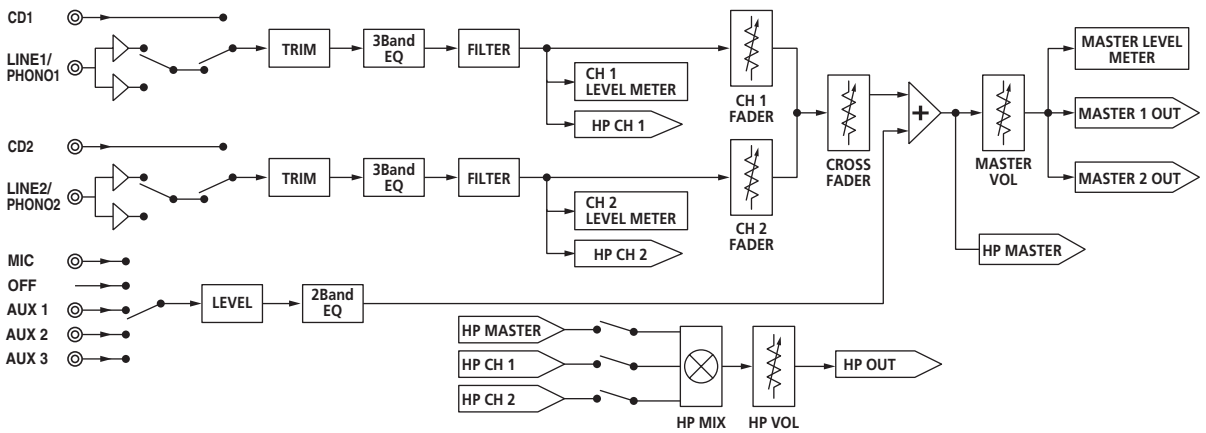 CD1
LINE1/
PHONO1
TRIM
3Band
EQ
FILTER
CH 1
LEVEL METER
HP CH 1
CH 1
FADER
CD2
LINE2/
PHONO2
TRIM
3Band
EQ
FILTER
CH 2
LEVEL METER
HP CH 2
CH 2
FADER
CROSS
FADER
+
MASTER
VOL
MASTER LEVEL
METER
MASTER 1 OUT
MASTER 2 OUT
HP MASTER
MIC
OFF
AUX 1
AUX 2
AUX 3
LEVEL
2Band
EQ
HP MASTER
HP CH 1
HP CH 2
HP MIX
HP VOL
HP OUT